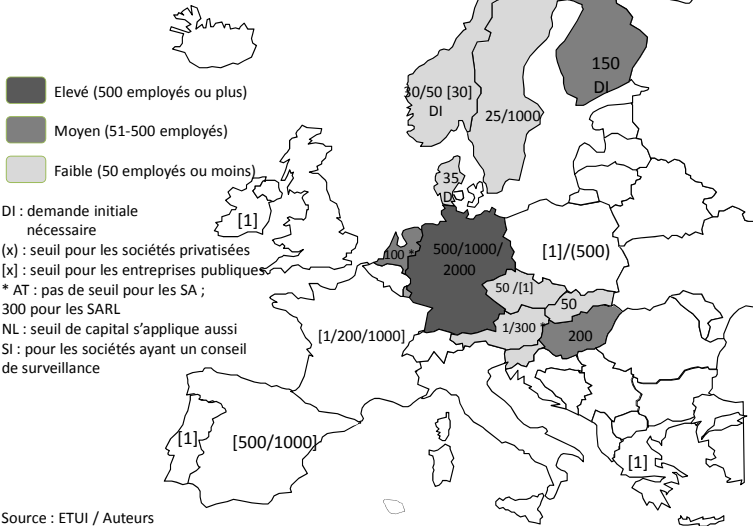 Elevé (500 employés ou plus)
Moyen (51-500 employés)
Faible (50 employés ou moins)
DI : demande initiale
nécessaire
(x) : seuil pour les sociétés privatisées
[x] : seuil pour les entreprises publiques
* AT : pas de seuil pour les SA ;
300 pour les SARL
NL : seuil de capital s’applique aussi
SI : pour les sociétés ayant un conseil
de surveillance
150
DI
30/50 [30]
DI
25/1000
35
DI
[1]
100 *
500/1000/
2000
[1]/(500)
50 /[1]
50
1/300 *
200
[1/200/1000]
[1]
[500/1000]
[1]
Source : ETUI / Auteurs